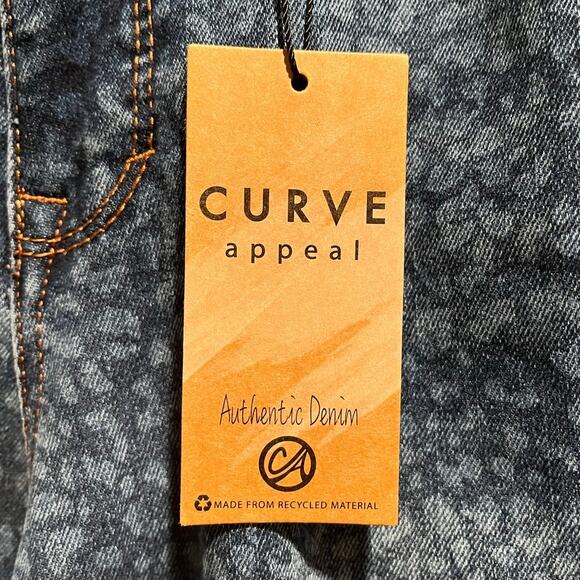 CURVE
appeal
Authentic Denim
CA
MADE FROM RECYCLED MATERIAL